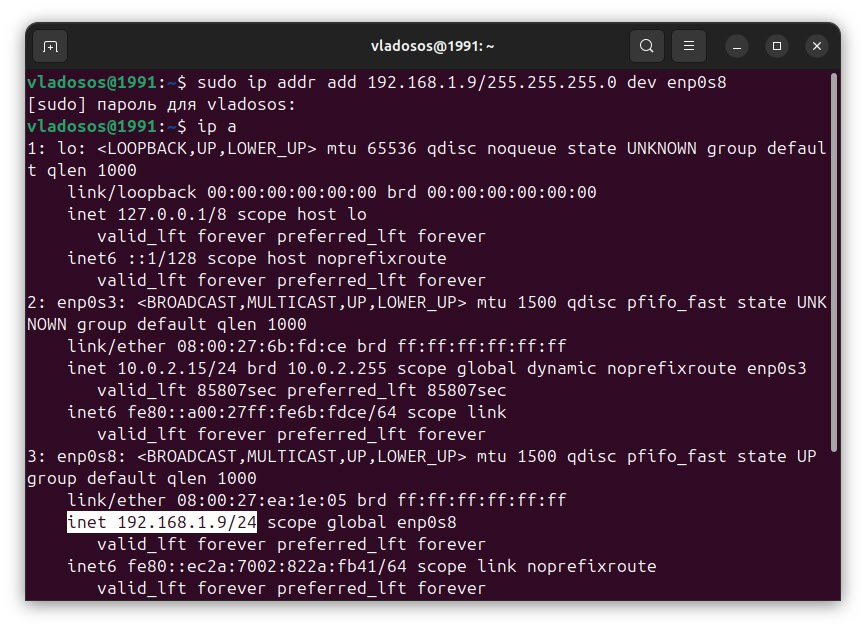 vladosos@1991: ~
vladosos@1991:~$ sudo ip addr add 192.168.1.9/255.255.255.0 dev enp0s8
[sudo] пароль для vladosos:
vladosos@1991:~$ ip a
1: lo: <LOOPBACK,UP,LOWER_UP> mtu 65536 qdisc noqueue state UNKNOWN group defaul
t qlen 1000
    link/loopback 00:00:00:00:00:00 brd 00:00:00:00:00:00
    inet 127.0.0.1/8 scope host lo
       valid_lft forever preferred_lft forever
    inet6 ::1/128 scope host noprefixroute
       valid_lft forever preferred_lft forever
2: enp0s3: <BROADCAST,MULTICAST,UP,LOWER_UP> mtu 1500 qdisc pfifo_fast state UNK
NOWN group default qlen 1000
    link/ether 08:00:27:6b:fd:ce brd ff:ff:ff:ff:ff:ff
    inet 10.0.2.15/24 brd 10.0.2.255 scope global dynamic noprefixroute enp0s3
       valid_lft 85807sec preferred_lft 85807sec
    inet6 fe80::a00:27ff:fe6b:fdce/64 scope link
       valid_lft forever preferred_lft forever
3: enp0s8: <BROADCAST,MULTICAST,UP,LOWER_UP> mtu 1500 qdisc pfifo_fast state UP
group default qlen 1000
    link/ether 08:00:27:ea:1e:05 brd ff:ff:ff:ff:ff:ff
    inet 192.168.1.9/24 scope global enp0s8
       valid_lft forever preferred_lft forever
    inet6 fe80::ec2a:7002:822a:fb41/64 scope link noprefixroute
       valid_lft forever preferred_lft forever